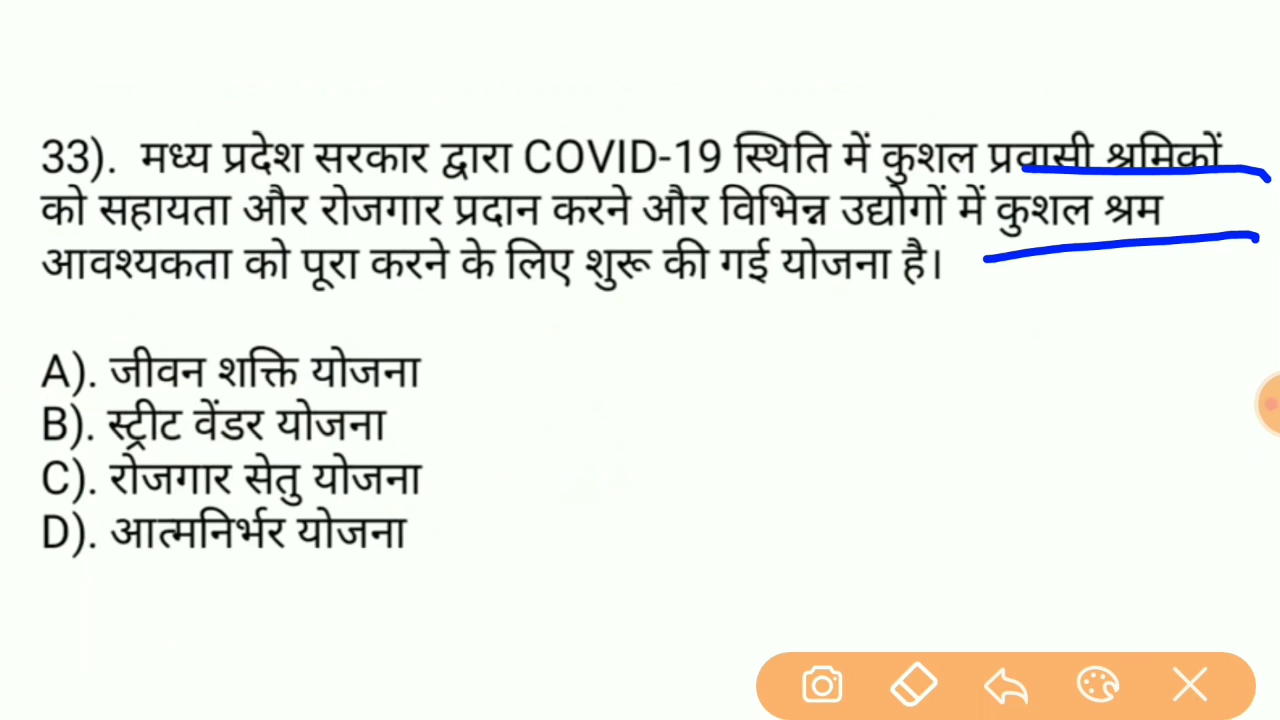 33). मध्य प्रदेश सरकार द्वारा COVID-19 स्थिति में कुशल प्रवासी श्रमिकों
को सहायता और रोजगार प्रदान करने और विभिन्न उद्योगों में कुशल श्रम
आवश्यकता को पूरा करने के लिए शुरू की गई योजना है।
A). जीवन शक्ति योजना
B). स्ट्रीट वेंडर योजना
C). रोजगार सेतु योजना
D). आत्मनिर्भर योजना